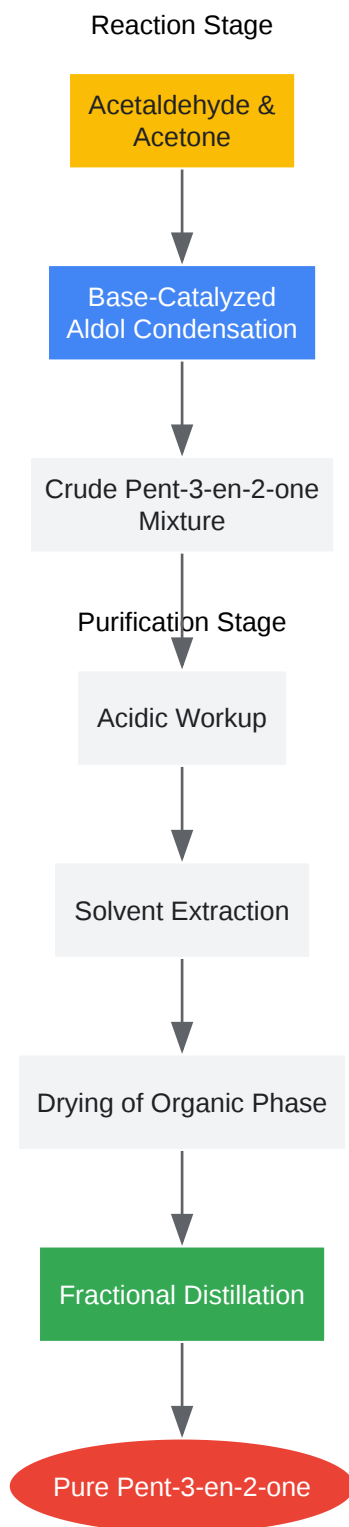 Reaction Stage
Acetaldehyde &
Acetone
Base-Catalyzed
Aldol Condensation
Crude Pent-3-en-2-one
Mixture
Purification Stage
Acidic Workup
Solvent Extraction
Drying of Organic Phase
Fractional Distillation
Pure Pent-3-en-2-one